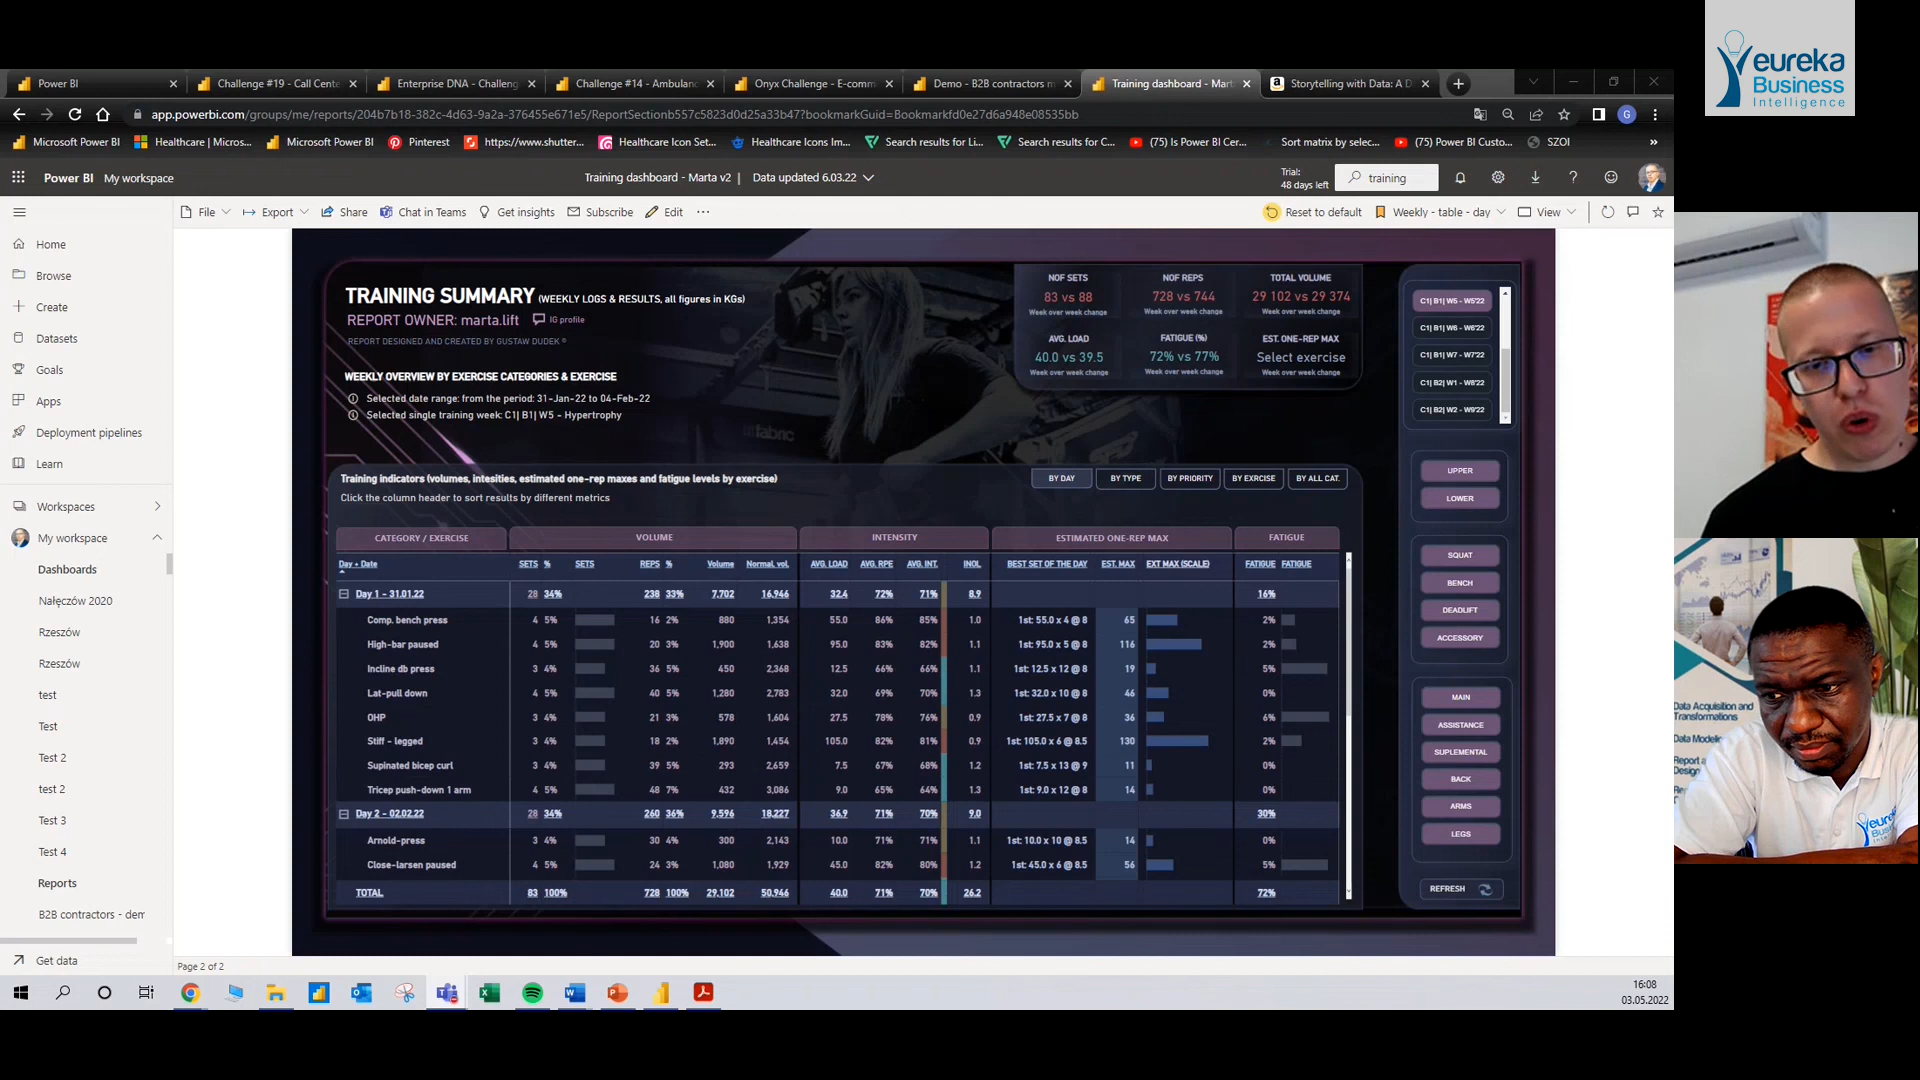 eureka
Business
Intelligence
Power BI
Challenge #19 - Call Cente
Enterprise DNA - Challeng
Challenge #14 - Ambulanc
Onyx Challenge - E-comm
Demo - B2B contractors m
Training dashboard - Mart
Storytelling with Data: A D
app.powerbi.com/groups/me/reports/204b7b18-382c-4d63-9a2a-376455e671e5/ReportSectionb557c5823d0d25a33b47?bookmarkGuid=Bookmarkfd0e27d6a948e08535bb
Microsoft Power BI
Healthcare | Micros...
Microsoft Power BI
Pinterest
https://www.shutter...
Healthcare Icon Set...
Healthcare Icons Im...
Search results for Li...
Search results for C...
(75) Is Power BI Cer...
Sort matrix by selec...
(75) Power BI Custo...
SZOI
Power BI My workspace
Training dashboard - Marta v2 | Data updated 6.03.22
Trial:
48 days left
training
File Export Share Chat in Teams Get insights Subscribe Edit
Reset to default Weekly - table - day View
Home
Browse
Create
Datasets
Goals
Apps
Deployment pipelines
Learn
Workspaces
My workspace
Dashboards
Nałęczów 2020
Rzeszów
Rzeszów
test
Test
Test 2
test 2
Test 3
Test 4
Reports
B2B contractors - dem
Get data
TRAINING SUMMARY (WEEKLY LOGS & RESULTS, all figures in KGs)
REPORT OWNER: marta.lift IG profile
REPORT DESIGNED AND CREATED BY GUSTAW DUDEK ®
WEEKLY OVERVIEW BY EXERCISE CATEGORIES & EXERCISE
Selected date range: from the period: 31-Jan-22 to 04-Feb-22
Selected single training week: C1| B1| W5 - Hypertrophy
NOF SETS NOF REPS TOTAL VOLUME
83 vs 88 728 vs 744 29 102 vs 29 374
Week over week change Week over week change Week over week change
AVG. LOAD FATIGUE (%) EST. ONE-REP MAX
40.0 vs 39.5 72% vs 77% Select exercise
Week over week change Week over week change Week over week change
Training indicators (volumes, intesities, estimated one-rep maxes and fatigue levels by exercise)
Click the column header to sort results by different metrics
BY DAY BY TYPE BY PRIORITY BY EXRCISE BY ALL CAT.
CATEGORY / EXERCISE VOLUME INTENSITY ESTIMATED ONE-REP MAX FATIGUE
Day + Date SETS % SETS REPS % Volume Normal. vol. AVG. LOAD AVG. RPE AVG. INT. INOL BEST SET OF THE DAY EST. MAX EXT MAX (SCALE) FATIGUE FATIGUE
Day 1 - 31.01.22 28 34% 238 33% 7,702 16,946 32.4 72% 71% 8.9 16%
Comp. bench press 4 5% 16 2% 880 1,354 55.0 86% 85% 1.0 1st: 55.0 x 4 @ 8 65 2%
High-bar paused 4 5% 20 3% 1,900 1,638 95.0 83% 82% 1.1 1st: 95.0 x 5 @ 8 116 2%
Incline db press 3 4% 36 5% 450 2,368 12.5 66% 66% 1.1 1st: 12.5 x 12 @ 8 19 5%
Lat-pull down 4 5% 40 5% 1,280 2,783 32.0 69% 70% 1.3 1st: 32.0 x 10 @ 8 46 0%
OHP 3 4% 21 3% 578 1,604 27.5 78% 76% 0.9 1st: 27.5 x 7 @ 8 36 6%
Stiff - legged 3 4% 18 2% 1,890 1,454 105.0 82% 81% 0.9 1st: 105.0 x 6 @ 8.5 130 2%
Supinated bicep curl 3 4% 39 5% 293 2,659 7.5 67% 68% 1.2 1st: 7.5 x 13 @ 9 11 0%
Tricep push-down 1 arm 4 5% 48 7% 432 3,086 9.0 65% 64% 1.3 1st: 9.0 x 12 @ 8 14 0%
Day 2 - 02.02.22 28 34% 260 36% 9,596 18,227 36.9 71% 70% 9.0 30%
Arnold-press 3 4% 30 4% 300 2,143 10.0 71% 71% 1.1 1st: 10.0 x 10 @ 8.5 14 0%
Close-larsen paused 4 5% 24 3% 1,080 1,929 45.0 82% 80% 1.2 1st: 45.0 x 6 @ 8.5 56 5%
TOTAL 83 100% 728 100% 29,102 50,946 40.0 71% 70% 26.2 72%
C1| B1| W5 - W5'22
C1| B1| W6 - W6'22
C1| B1| W7 - W7'22
C1| B2| W1 - W8'22
C1| B2| W2 - W9'22
UPPER
LOWER
SQUAT
BENCH
DEADLIFT
ACCESSORY
MAIN
ASSISTANCE
SUPLEMENTAL
BACK
ARMS
LEGS
REFRESH
Page 2 of 2
16:08
03.05.2022
Data Acquisition and
Transformations
Data Modeli
Report a
Design
eureka
Busin